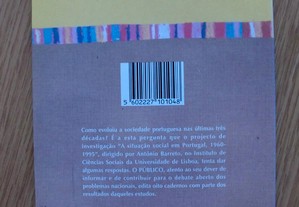 5 602227 101048
Como evoluiu a sociedade portuguesa nas últimas três
décadas? É a esta pergunta que o projecto de
investigação "A situação social em Portugal, 1960-
1995", dirigido por António Barreto, no Instituto de
Ciências Sociais da Universidade de Lisboa, tenta dar
algumas respostas. O PÚBLICO, atento ao seu dever de
informar e de contribuir para o debate aberto dos
problemas nacionais, edita oito cadernos com parte dos
resultados daqueles estudos.